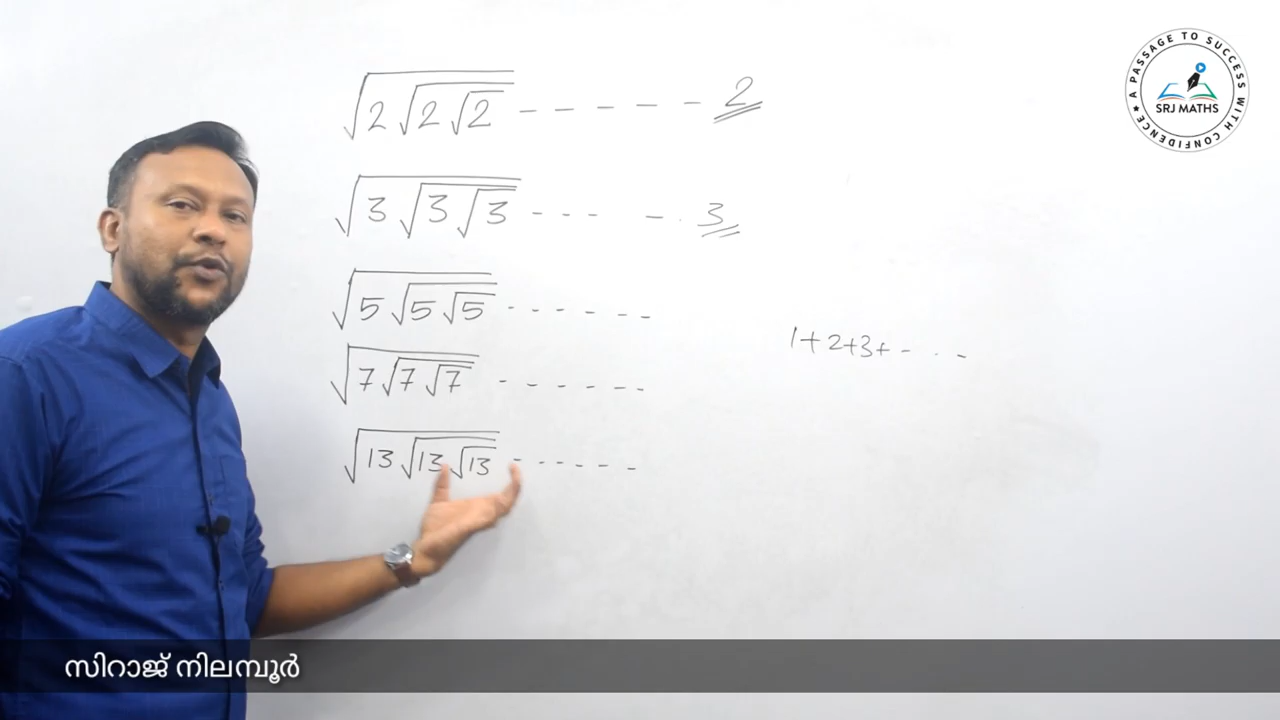 √2√2√2 - - - - - - 2
A PASSAGE TO SUCCESS WITH CONFIDENCE
SRJ MATHS
√3√3√3 - - - - . 3
√5√5√5 - - - - - -
1+2+3+ - . . -
√7√7√7 - - - - - - -
√13√13√13 - - - - - -
സിറാജ് നിലമ്പൂർ